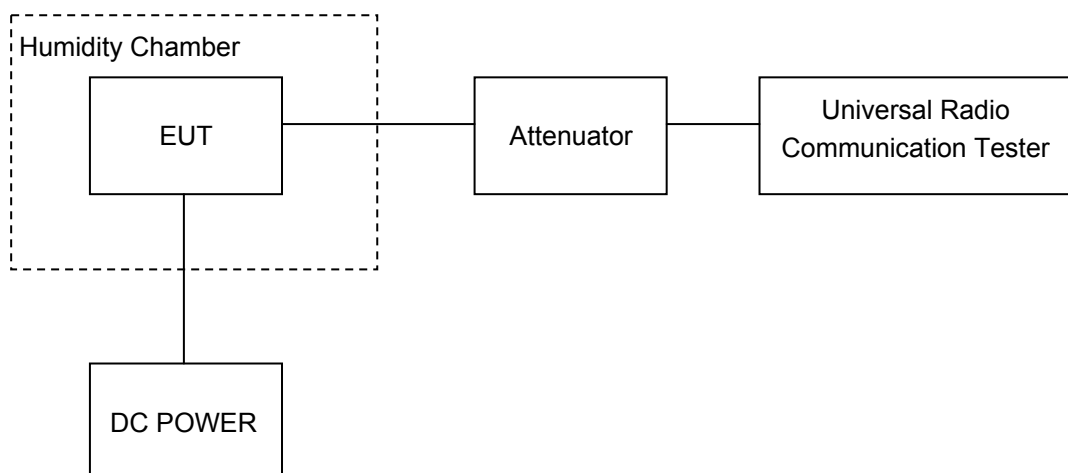 Humidity Chamber
EUT
Attenuator
Universal Radio
Communication Tester
DC POWER